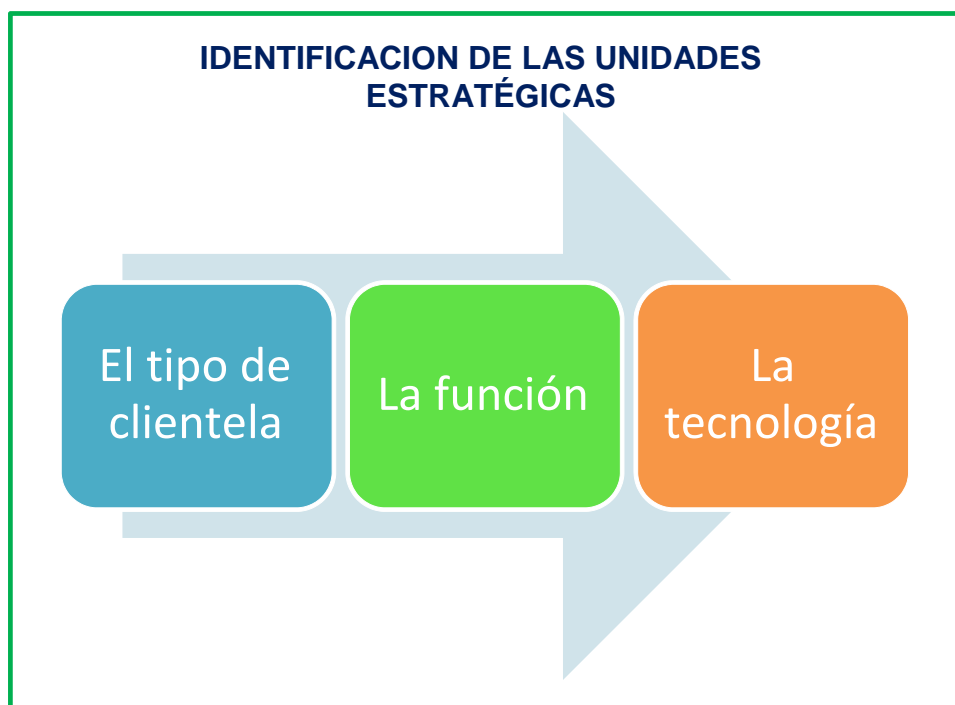 IDENTIFICACION DE LAS UNIDADES
ESTRATÉGICAS
El tipo de
clientela
La función
La
tecnología